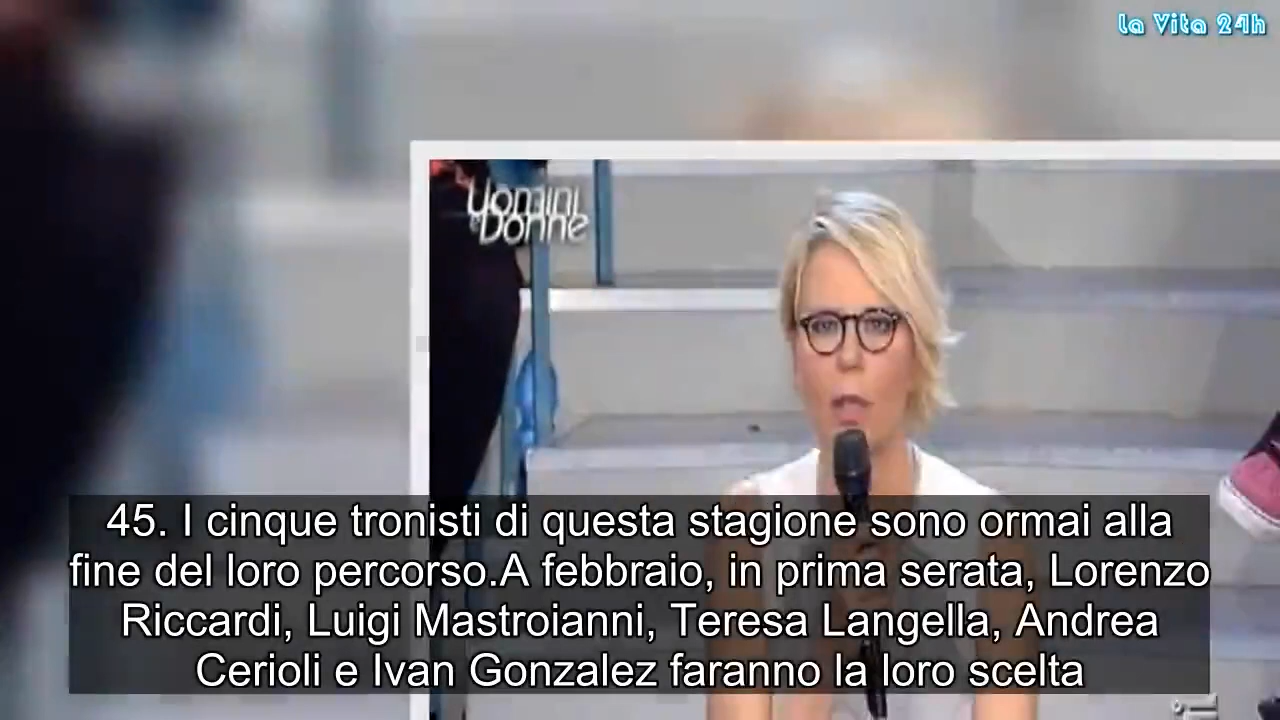 la Vita 24h
Uomini
e Donne
45. I cinque tronisti di questa stagione sono ormai alla
fine del loro percorso.A febbraio, in prima serata, Lorenzo
Riccardi, Luigi Mastroianni, Teresa Langella, Andrea
Cerioli e Ivan Gonzalez faranno la loro scelta